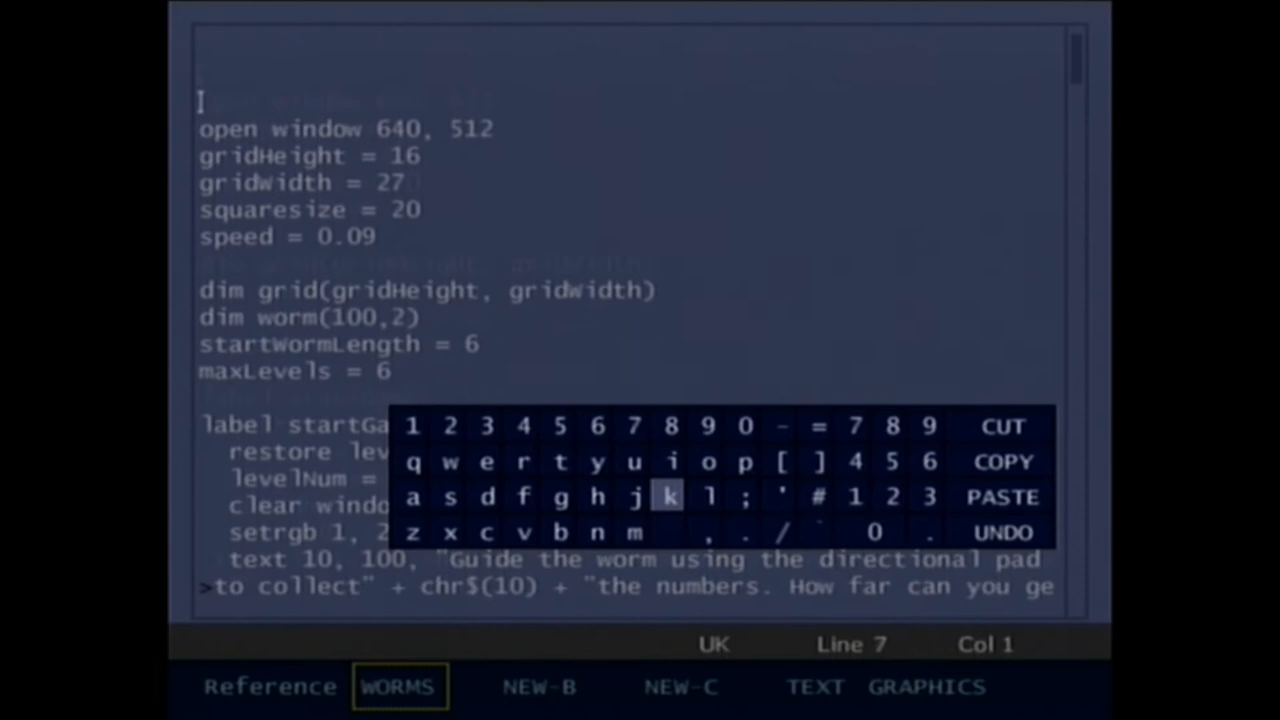 open window 640, 512
gridHeight = 16
gridWidth = 27
squaresize = 20
speed = 0.09
dim grid(gridHeight, gridWidth)
dim worm(100,2)
startWormLength = 6
maxLevels = 6
label startGa
restore lev
levelNum =
clear windo
setrgb 1, 2
text 10, 100, "Guide the worm using the directional pad
>to collect" + chr$(10) + "the numbers. How far can you ge
1 2 3 4 5 6 7 8 9 0 - = 7 8 9 CUT
q w e r t y u i o p [ ] 4 5 6 COPY
a s d f g h j k l ; ' # 1 2 3 PASTE
z x c v b n m , . / ` 0 . UNDO
UK Line 7 Col 1
Reference WORMS NEW-B NEW-C TEXT GRAPHICS